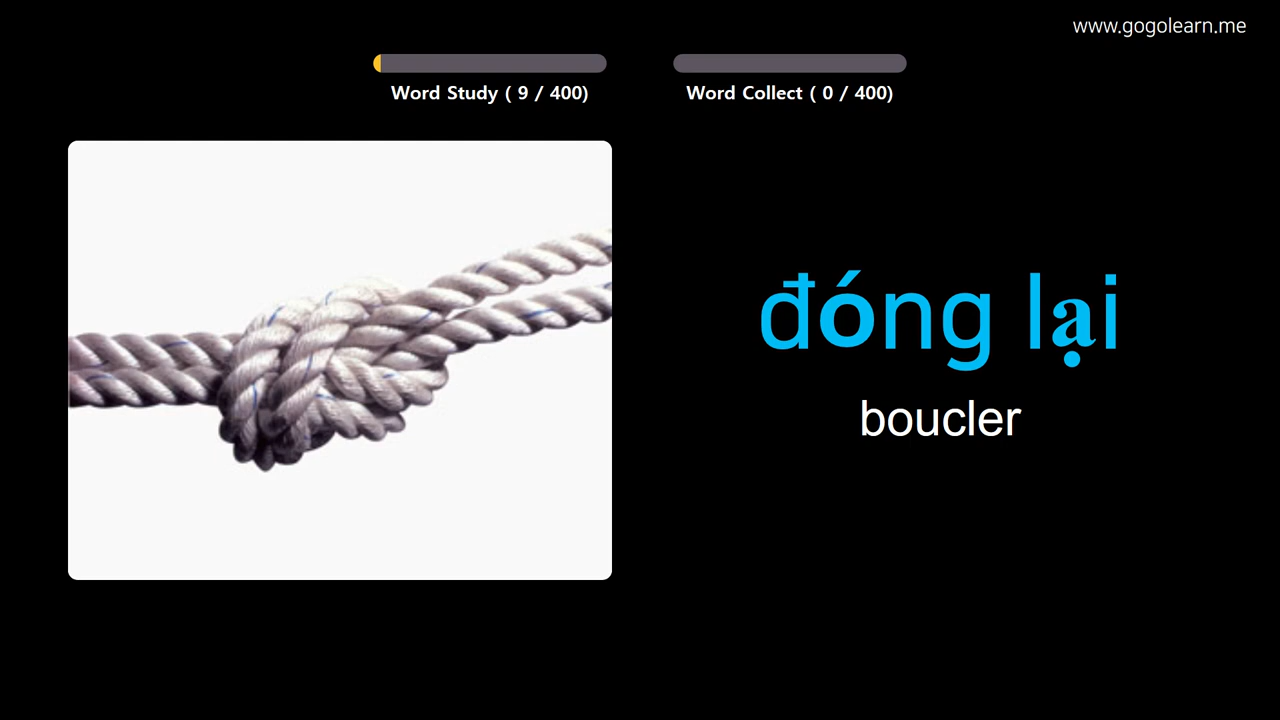 www.gogolearn.me
Word Study ( 9 / 400)
Word Collect ( 0 / 400)
đóng lại
boucler